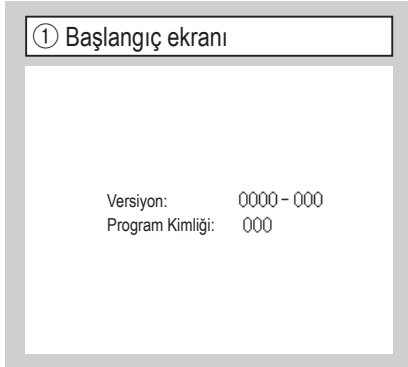 ① Başlangıç ekranı
Versiyon: 0000-000
Program Kimliği: 000